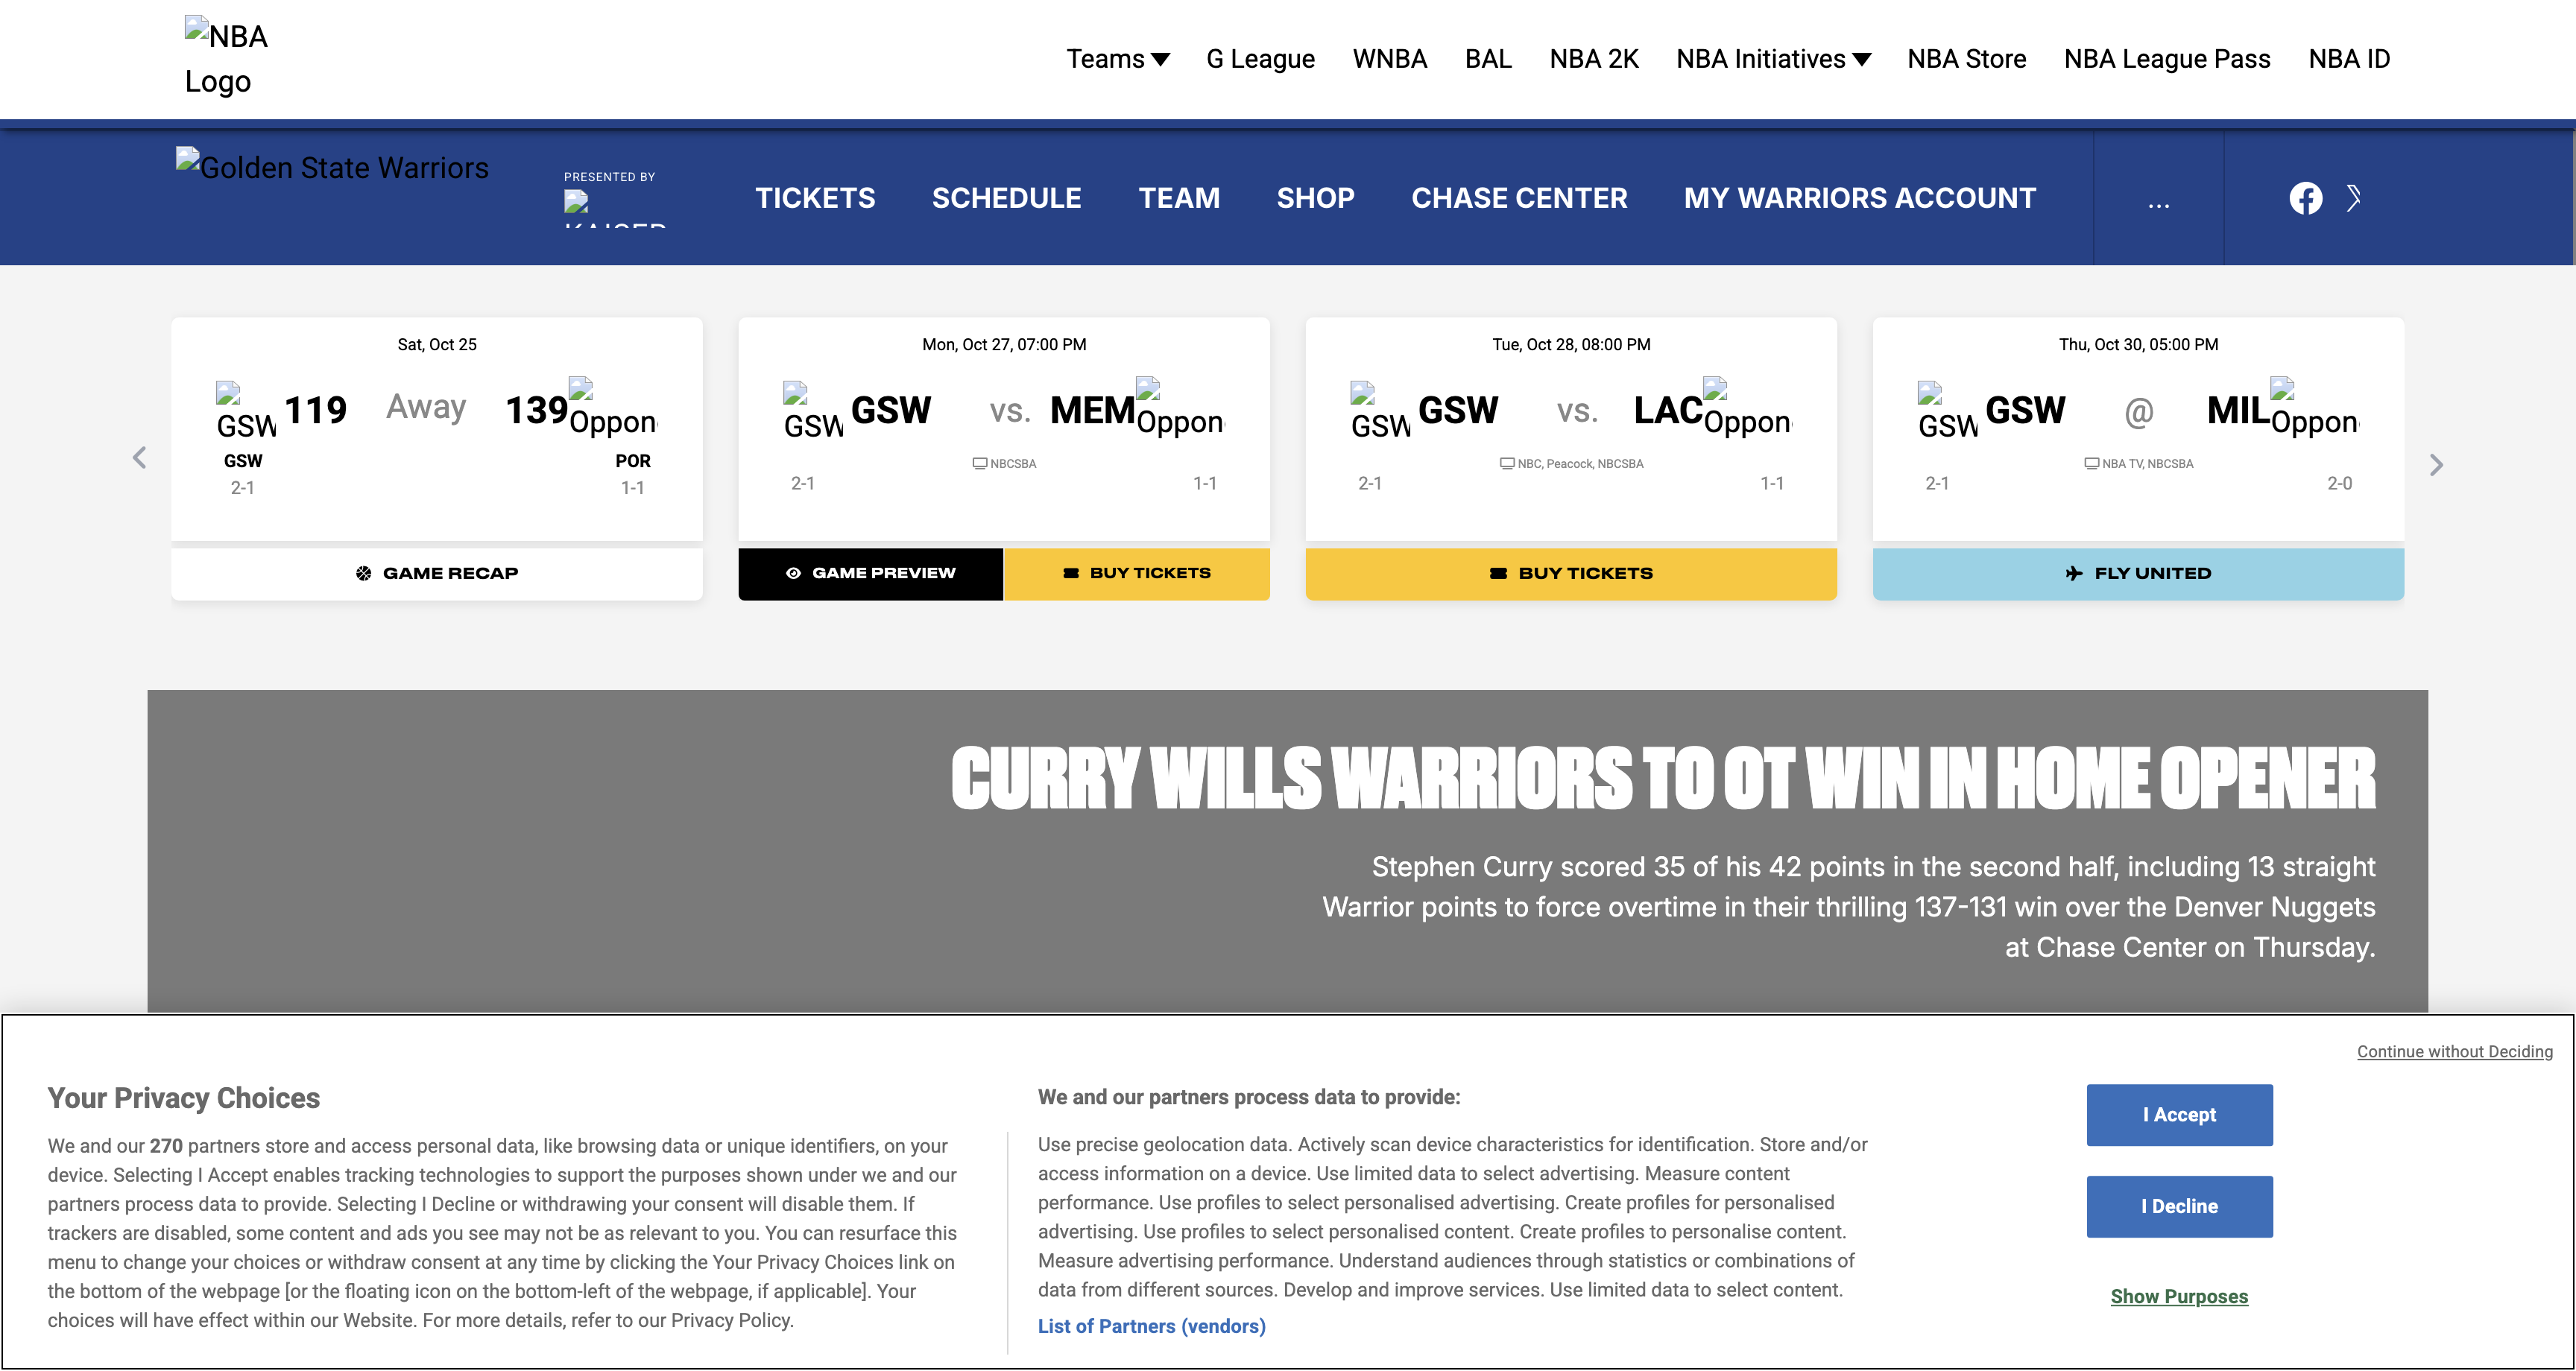 NBA
Logo
Teams G League WNBA BAL NBA 2K NBA Initiatives NBA Store NBA League Pass NBA ID
Golden State Warriors
PRESENTED BY
TICKETS SCHEDULE TEAM SHOP CHASE CENTER MY WARRIORS ACCOUNT ...
Sat, Oct 25
GSW 119 Away 139 Oppon
GSW POR
2-1 1-1
GAME RECAP
Mon, Oct 27, 07:00 PM
GSW GSW vs. MEM Oppon
NBCSBA
2-1 1-1
GAME PREVIEW BUY TICKETS
Tue, Oct 28, 08:00 PM
GSW GSW vs. LAC Oppon
NBC, Peacock, NBCSBA
2-1 1-1
BUY TICKETS
Thu, Oct 30, 05:00 PM
GSW GSW @ MIL Oppon
NBA TV, NBCSBA
2-1 2-0
FLY UNITED
CURRY WILLS WARRIORS TO OT WIN IN HOME OPENER
Stephen Curry scored 35 of his 42 points in the second half, including 13 straight
Warrior points to force overtime in their thrilling 137-131 win over the Denver Nuggets
at Chase Center on Thursday.
Continue without Deciding
Your Privacy Choices
We and our 270 partners store and access personal data, like browsing data or unique identifiers, on your
device. Selecting I Accept enables tracking technologies to support the purposes shown under we and our
partners process data to provide. Selecting I Decline or withdrawing your consent will disable them. If
trackers are disabled, some content and ads you see may not be as relevant to you. You can resurface this
menu to change your choices or withdraw consent at any time by clicking the Your Privacy Choices link on
the bottom of the webpage [or the floating icon on the bottom-left of the webpage, if applicable]. Your
choices will have effect within our Website. For more details, refer to our Privacy Policy.
We and our partners process data to provide:
Use precise geolocation data. Actively scan device characteristics for identification. Store and/or
access information on a device. Use limited data to select advertising. Measure content
performance. Use profiles to select personalised advertising. Create profiles for personalised
advertising. Use profiles to select personalised content. Create profiles to personalise content.
Measure advertising performance. Understand audiences through statistics or combinations of
data from different sources. Develop and improve services. Use limited data to select content.
List of Partners (vendors)
I Accept
I Decline
Show Purposes